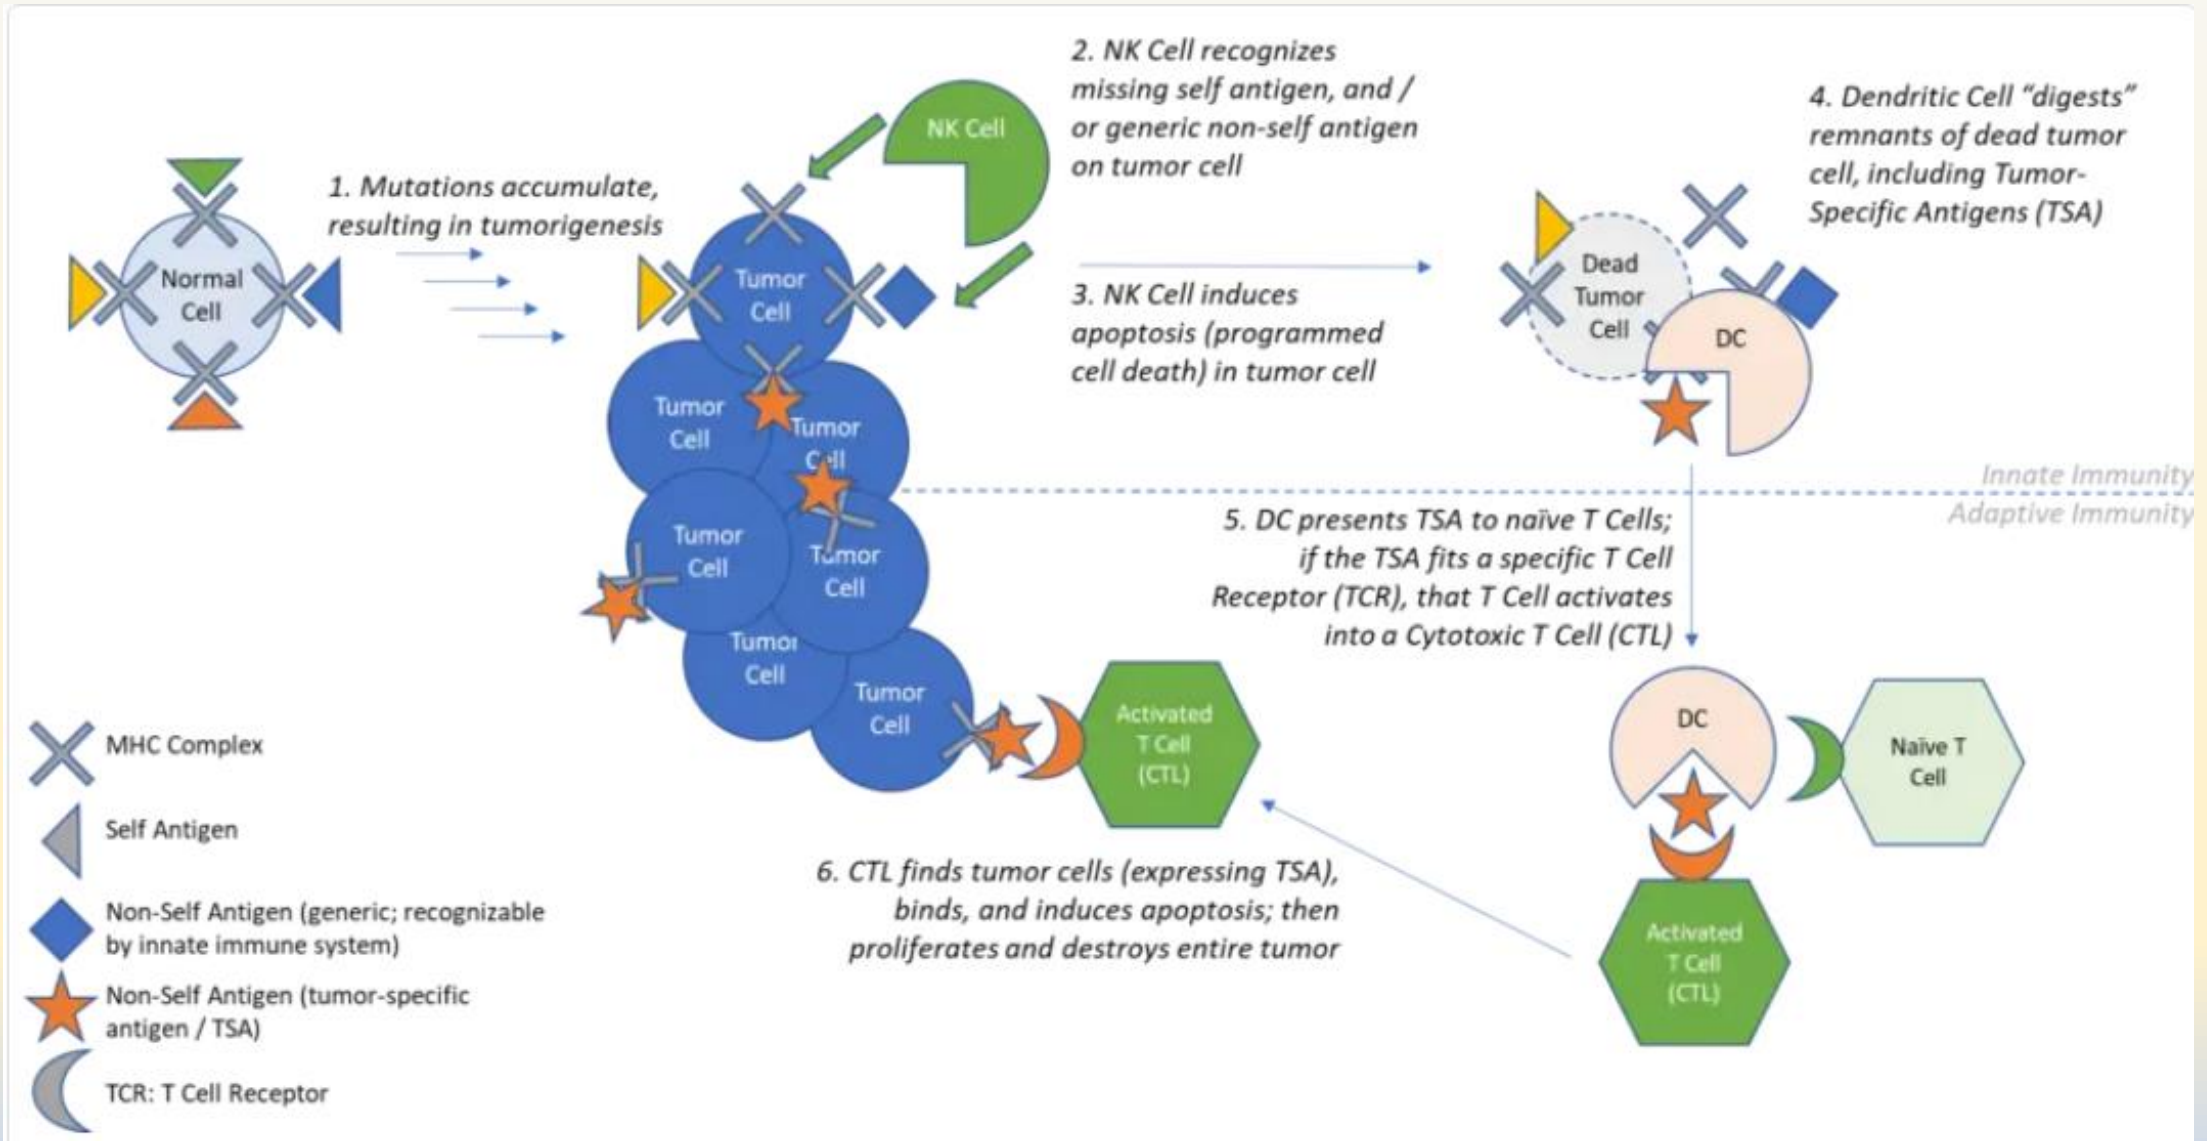 2. NK Cell recognizes
missing self antigen, and /
or generic non-self antigen
on tumor cell
4. Dendritic Cell “digests”
remnants of dead tumor
cell, including Tumor-
Specific Antigens (TSA)
NK Cell
1. Mutations accumulate,
resulting in tumorigenesis
Normal
Cell
Tumor
Cell
3. NK Cell induces
apoptosis (programmed
cell death) in tumor cell
Dead
Tumor
Cell
DC
Tumor
Cell
Tumor
Cell
Innate Immunity
Adaptive Immunity
5. DC presents TSA to naïve T Cells;
if the TSA fits a specific T Cell
Receptor (TCR), that T Cell activates
into a Cytotoxic T Cell (CTL)
Tumor
Cell
Tumor
Cell
Tumor
Cell
Tumor
Cell
Activated
T Cell
(CTL)
DC
Naïve T
Cell
MHC Complex
Self Antigen
Non-Self Antigen (generic; recognizable
by innate immune system)
Non-Self Antigen (tumor-specific
antigen / TSA)
TCR: T Cell Receptor
6. CTL finds tumor cells (expressing TSA),
binds, and induces apoptosis; then
proliferates and destroys entire tumor
Activated
T Cell
(CTL)